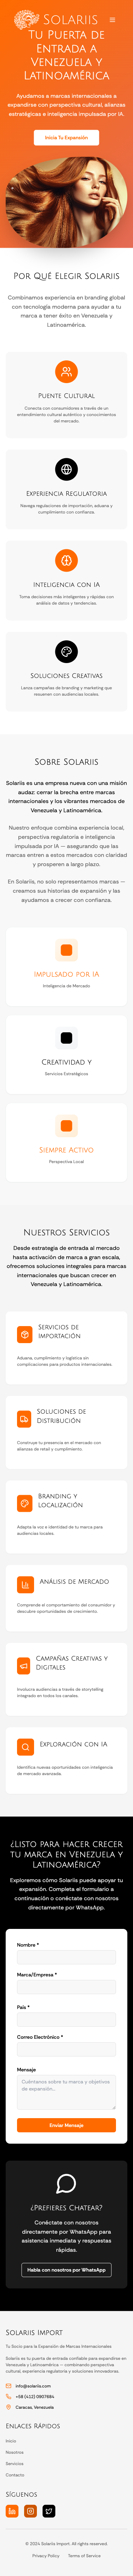 SOLARIIS
Tu Puerta de
Entrada a
Venezuela y
Latinoamérica
Ayudamos a marcas internacionales a
expandirse con perspectiva cultural, alianzas
estratégicas e inteligencia impulsada por IA.
Inicia Tu Expansión
Por Qué Elegir Solariis
Combinamos experiencia en branding global
con tecnología moderna para ayudar a tu
marca a tener éxito en Venezuela y
Latinoamérica.
Puente Cultural
Conecta con consumidores a través de un
entendimiento cultural auténtico y conocimientos
del mercado.
Experiencia Regulatoria
Navega regulaciones de importación, aduana y
cumplimiento con confianza.
Inteligencia con IA
Toma decisiones más inteligentes y rápidas con
análisis de datos y tendencias.
Soluciones Creativas
Lanza campañas de branding y marketing que
resuenen con audiencias locales.
Sobre Solariis
Solariis es una empresa nueva con una misión
audaz: cerrar la brecha entre marcas
internacionales y los vibrantes mercados de
Venezuela y Latinoamérica.
Nuestro enfoque combina experiencia local,
perspectiva regulatoria e inteligencia
impulsada por IA — asegurando que las
marcas entren a estos mercados con claridad
y prosperen a largo plazo.
En Solariis, no solo representamos marcas —
creamos sus historias de expansión y las
ayudamos a crecer con confianza.
Impulsado por IA
Inteligencia de Mercado
Creatividad y
Servicios Estratégicos
Siempre Activo
Perspectiva Local
Nuestros Servicios
Desde estrategia de entrada al mercado
hasta activación de marca a gran escala,
ofrecemos soluciones integrales para marcas
internacionales que buscan crecer en
Venezuela y Latinoamérica.
Servicios de
Importación
Aduana, cumplimiento y logística sin
complicaciones para productos internacionales.
Soluciones de
Distribución
Construye tu presencia en el mercado con
alianzas de retail y cumplimiento.
Branding y
Localización
Adapta la voz e identidad de tu marca para
audiencias locales.
Análisis de Mercado
Comprende el comportamiento del consumidor y
descubre oportunidades de crecimiento.
Campañas Creativas y
Digitales
Involucra audiencias a través de storytelling
integrado en todos los canales.
Exploración con IA
Identifica nuevas oportunidades con inteligencia
de mercado avanzada.
¿Listo para hacer crecer
tu marca en Venezuela y
Latinoamérica?
Exploremos cómo Solariis puede apoyar tu
expansión. Completa el formulario a
continuación o conéctate con nosotros
directamente por WhatsApp.
Nombre *
Marca/Empresa *
País *
Correo Electrónico *
Mensaje
Cuéntanos sobre tu marca y objetivos
de expansión...
Enviar Mensaje
¿Prefieres Chatear?
Conéctate con nosotros
directamente por WhatsApp para
asistencia inmediata y respuestas
rápidas.
Habla con nosotros por WhatsApp
Solariis Import
Tu Socio para la Expansión de Marcas Internacionales
Solariis es tu puerta de entrada confiable para expandirse en
Venezuela y Latinoamérica — combinando perspectiva
cultural, experiencia regulatoria y soluciones innovadoras.
info@solariis.com
+58 (412) 0907684
Caracas, Venezuela
Enlaces Rápidos
Inicio
Nosotros
Servicios
Contacto
Síguenos
© 2024 Solariis Import. All rights reserved.
Privacy Policy Terms of Service